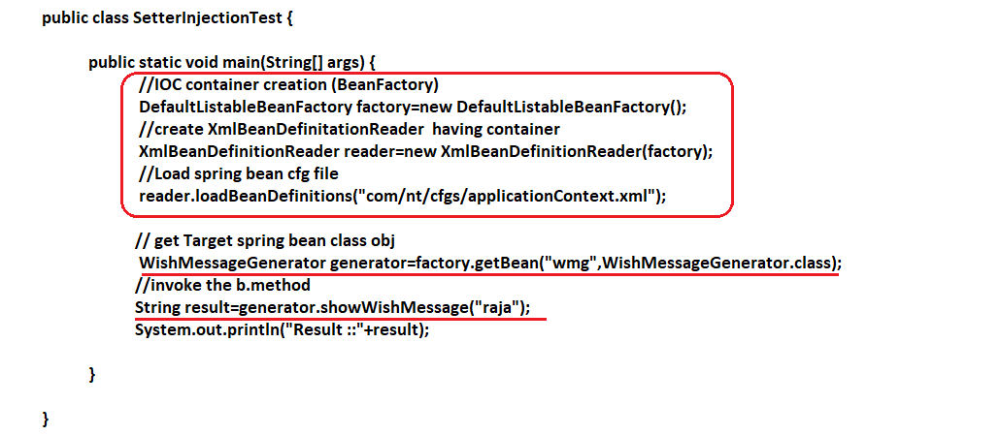 public class SetterInjectionTest {
public static void main(String[] args) {
//IOC container creation (BeanFactory)
DefaultListableBeanFactory factory=new DefaultListableBeanFactory();
//create XmlBeanDefinitationReader  having container
XmlBeanDefinitionReader reader=new XmlBeanDefinitionReader(factory);
//Load spring bean cfg file
reader.loadBeanDefinitions("com/nt/cfgs/applicationContext.xml");
// get Target spring bean class obj
WishMessageGenerator generator=factory.getBean("wmg",WishMessageGenerator.class);
//invoke the b.method
String result=generator.showWishMessage("raja");
System.out.println("Result ::"+result);
}
}